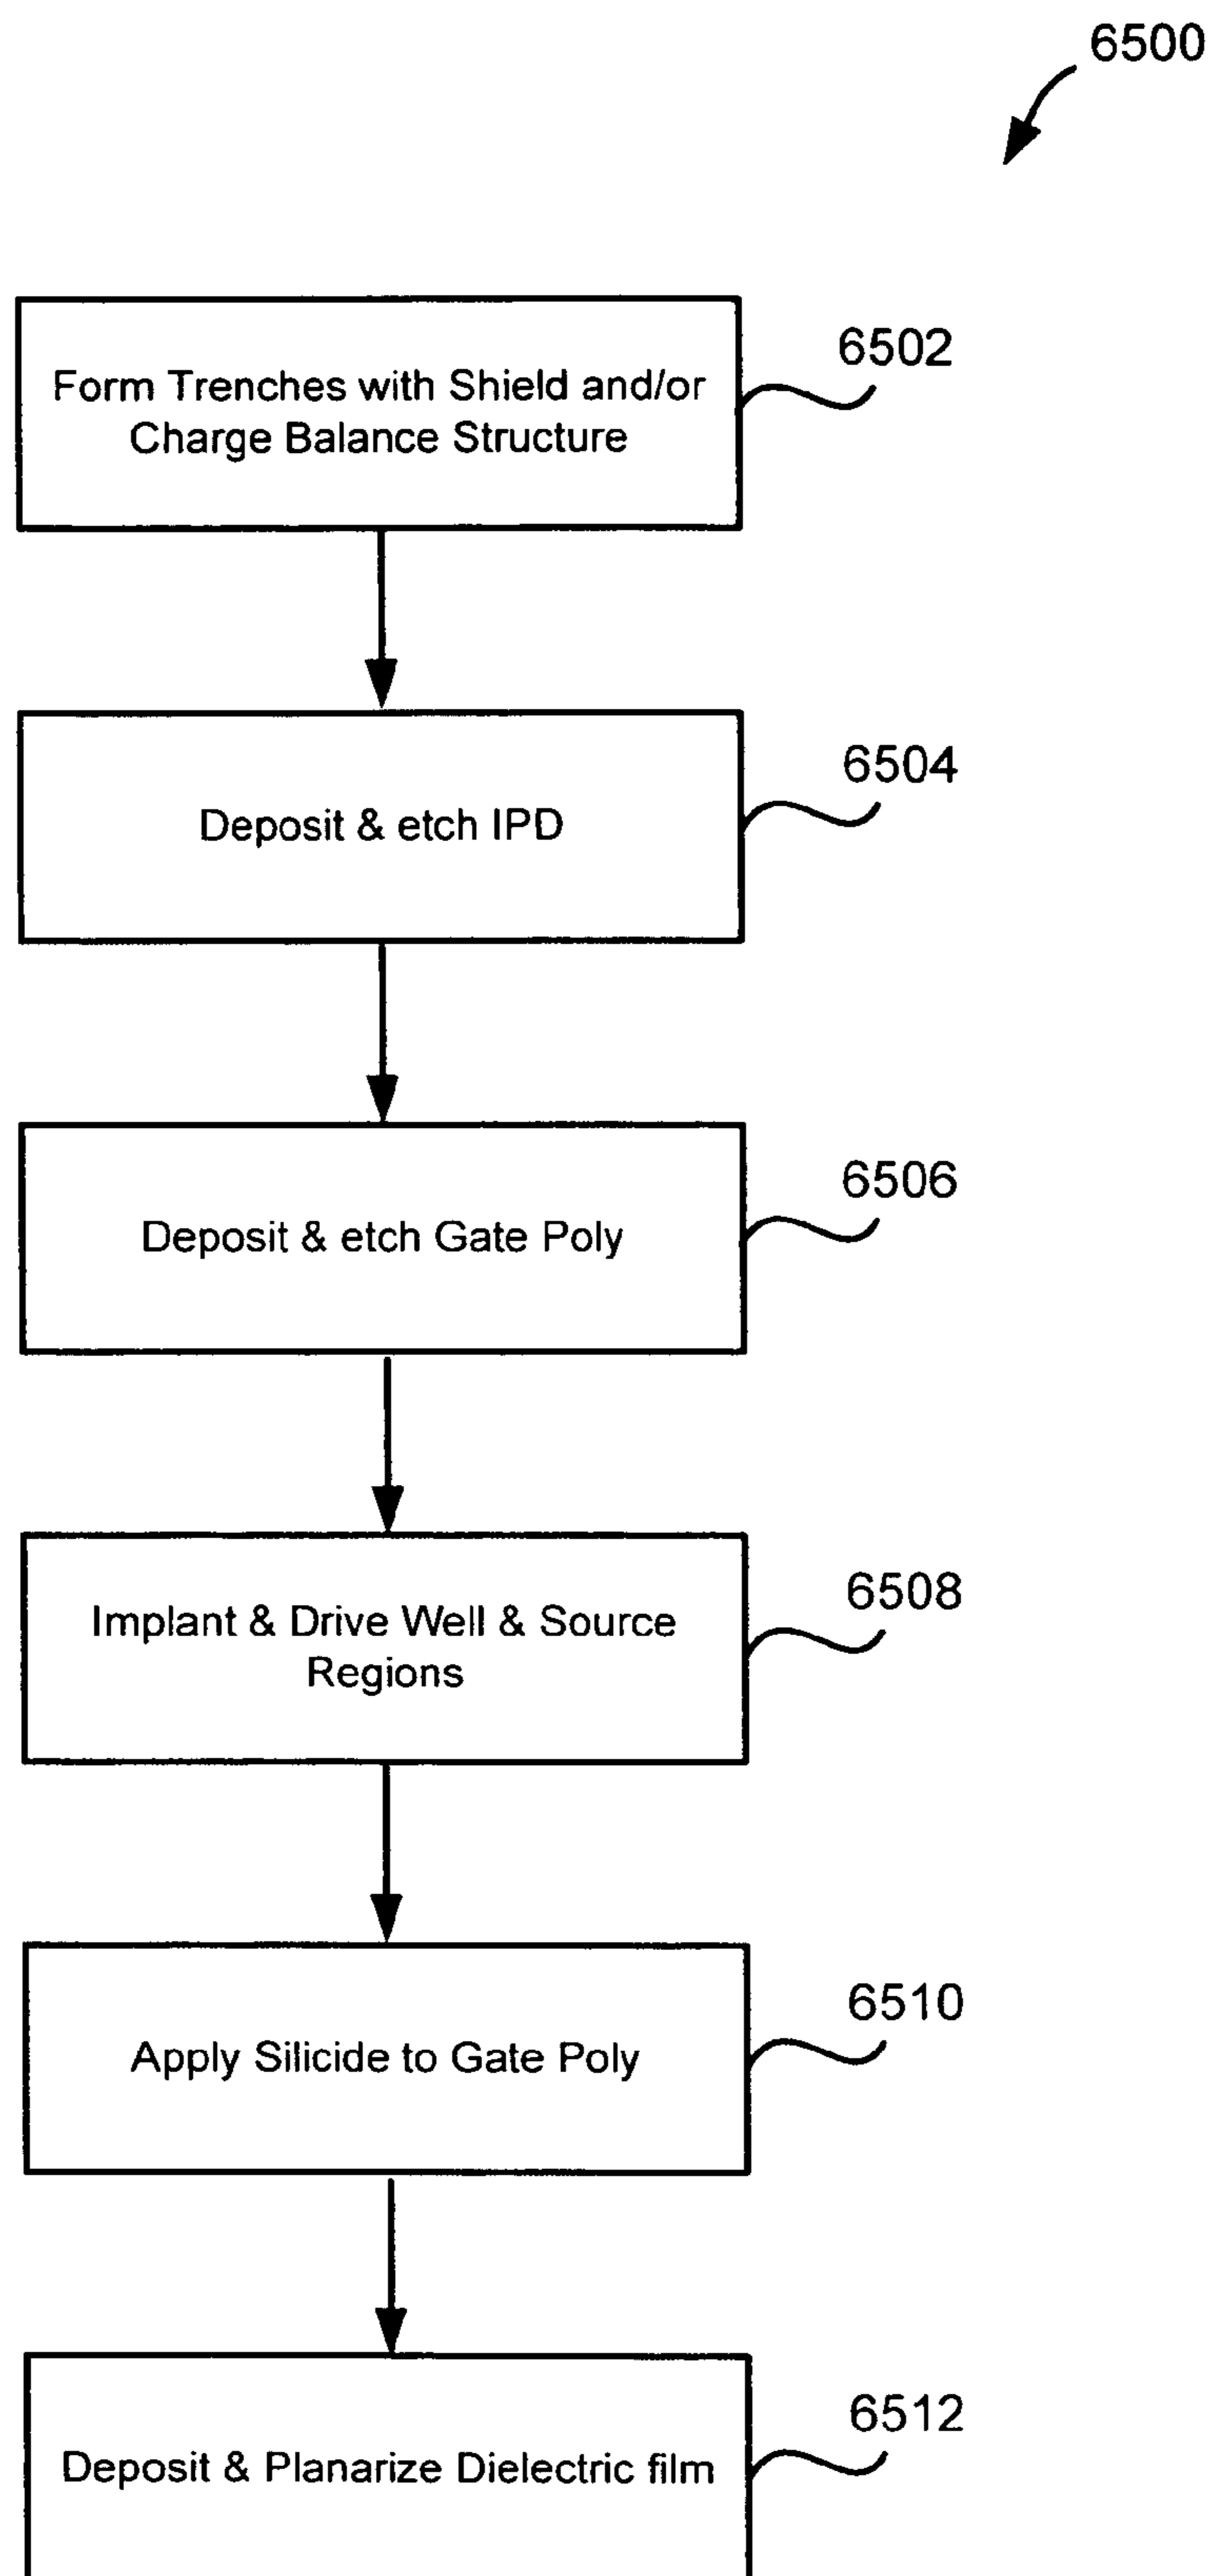 6500
6502
Form Trenches with Shield and/or
Charge Balance Structure
6504
Deposit & etch IPD
6506
Deposit & etch Gate Poly
6508
Implant & Drive Well & Source
Regions
6510
Apply Silicide to Gate Poly
6512
Deposit & Planarize Dielectric film